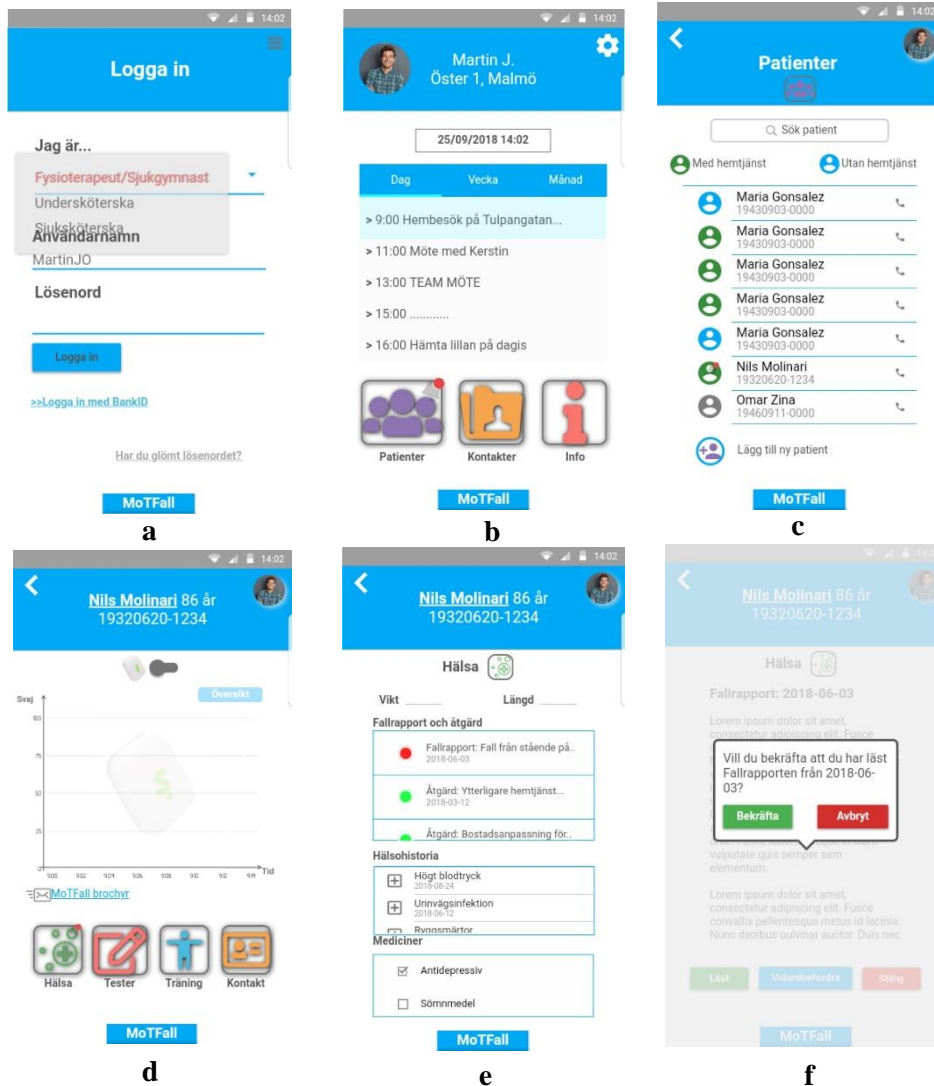 14:02
Logga in
Jag är...
Fysioterapeut/Sjukgymnast
Undersköterska
Sjuksköterska
Användarnamn
MartinJO
Lösenord
Logga in
>>Logga in med BankID
Har du glömt lösenordet?
MoTFall
a
14:02
Martin J.
Öster 1, Malmö
25/09/2018 14:02
Dag Vecka Månad
> 9:00 Hembesök på Tulpangatan...
> 11:00 Möte med Kerstin
> 13:00 TEAM MÖTE
> 15:00 ............
> 16:00 Hämta lillan på dagis
Patienter Kontakter Info
MoTFall
b
14:02
Patienter
Sök patient
Med hemtjänst Utan hemtjänst
Maria Gonsalez
19430903-0000
Maria Gonsalez
19430903-0000
Maria Gonsalez
19430903-0000
Maria Gonsalez
19430903-0000
Maria Gonsalez
19430903-0000
Nils Molinari
19320620-1234
Omar Zina
19460911-0000
Lägg till ny patient
MoTFall
c
14:02
Nils Molinari 86 år
19320620-1234
Översikt
Svaj
100
75
50
25
0
Tid
MoTFall brochyr
Hälsa Tester Träning Kontakt
MoTFall
d
14:02
Nils Molinari 86 år
19320620-1234
Hälsa
Vikt ______ Längd ______
Fallrapport och åtgärd
Fallrapport: Fall från stående på..
2018-06-03
Åtgärd: Ytterligare hemtjänst...
2018-03-12
Åtgärd: Bostadsanpassning för..
Hälsohistoria
Högt blodtryck
2018-08-24
Urinvägsinfektion
2018-06-12
Ryggsmärtor
Mediciner
Antidepressiv
Sömnmedel
MoTFall
e
Nils Molinari 86 år
19320620-1234
Hälsa
Fallrapport: 2018-06-03
Lorem ipsum dolor sit amet,
consectetur adipiscing elit. Fusce
Vill du bekräfta att du har läst
Fallrapporten från 2018-06-
03?
Bekräfta Avbryt
vulputate quis semper sem
elementum.
Lorem ipsum dolor sit amet,
consectetur adipiscing elit. Fusce
convallis pellentesque metus id lacinia.
Nunc dapibus pulvinar auctor. Duis nec
Läst Vidarebefordra Stäng
MoTFall
f